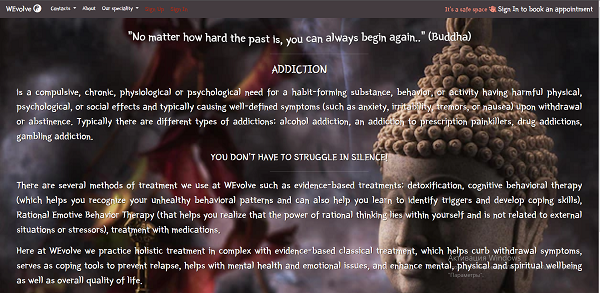 WEvolve Contacts About Our speciality Sign Up Sign In It's a safe space Sign In to book an appointment
"No matter how hard the past is, you can always begin again.." (Buddha)
ADDICTION
is a compulsive, chronic, physiological or psychological need for a habit-forming substance, behavior, or activity having harmful physical,
psychological, or social effects and typically causing well-defined symptoms (such as anxiety, irritability, tremors, or nausea) upon withdrawal
or abstinence. Typically there are different types of addictions: alcohol addiction, an addiction to prescription painkillers, drug addictions,
gambling addiction.
YOU DON'T HAVE TO STRUGGLE IN SILENCE!
There are several methods of treatment we use at WEvolve such as evidence-based treatments: detoxification, cognitive behavioral therapy
(which helps you recognize your unhealthy behavioral patterns and can also help you learn to identify triggers and develop coping skills),
Rational Emotive Behavior Therapy (that helps you realize that the power of rational thinking lies within yourself and is not related to external
situations or stressors), treatment with medications.
Here at WEvolve we practice holistic treatment in complex with evidence-based classical treatment, which helps curb withdrawal symptoms,
serves as coping tools to prevent relapse, helps with mental health and emotional issues, and enhance mental, physical and spiritual wellbeing
as well as overall quality of life.
Активация Windows
"Параметры".